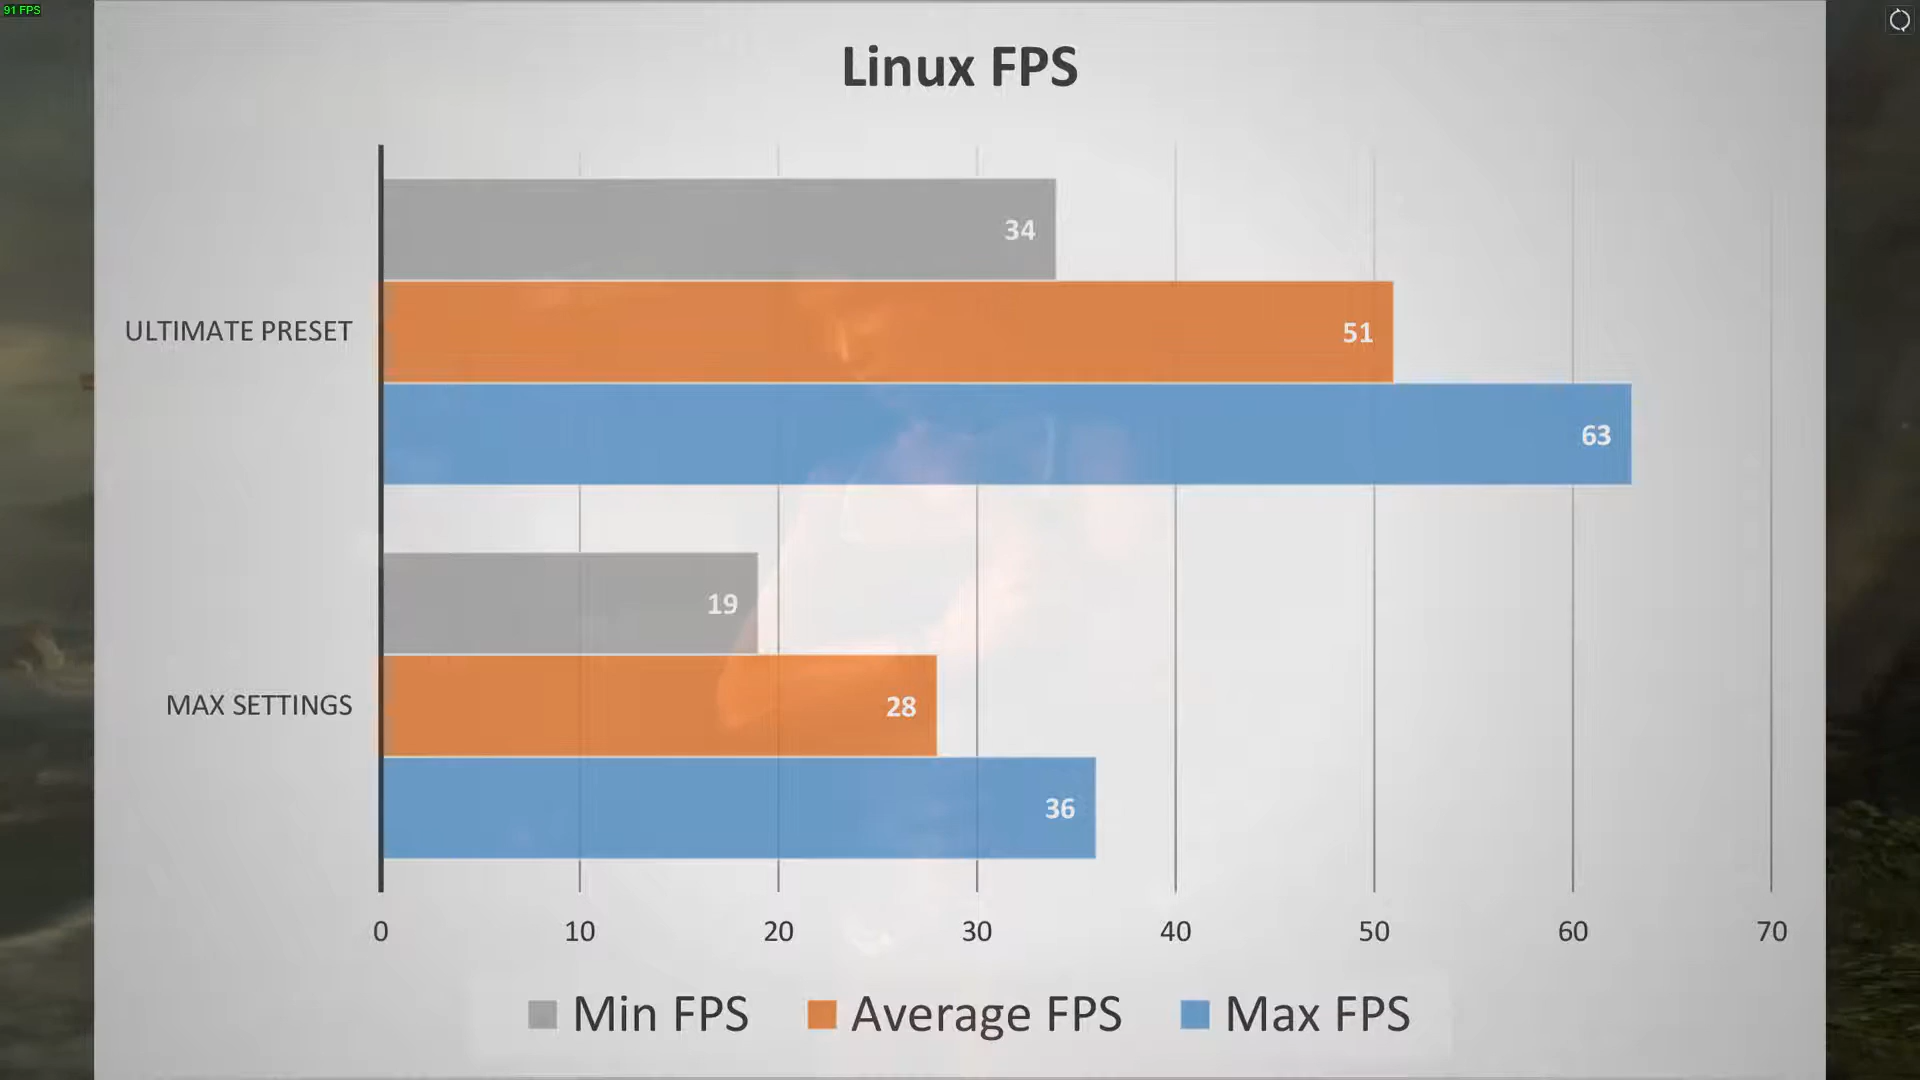 91 FPS
Linux FPS
34
ULTIMATE PRESET
51
63
19
MAX SETTINGS
28
36
0 10 20 30 40 50 60 70
Min FPS Average FPS Max FPS